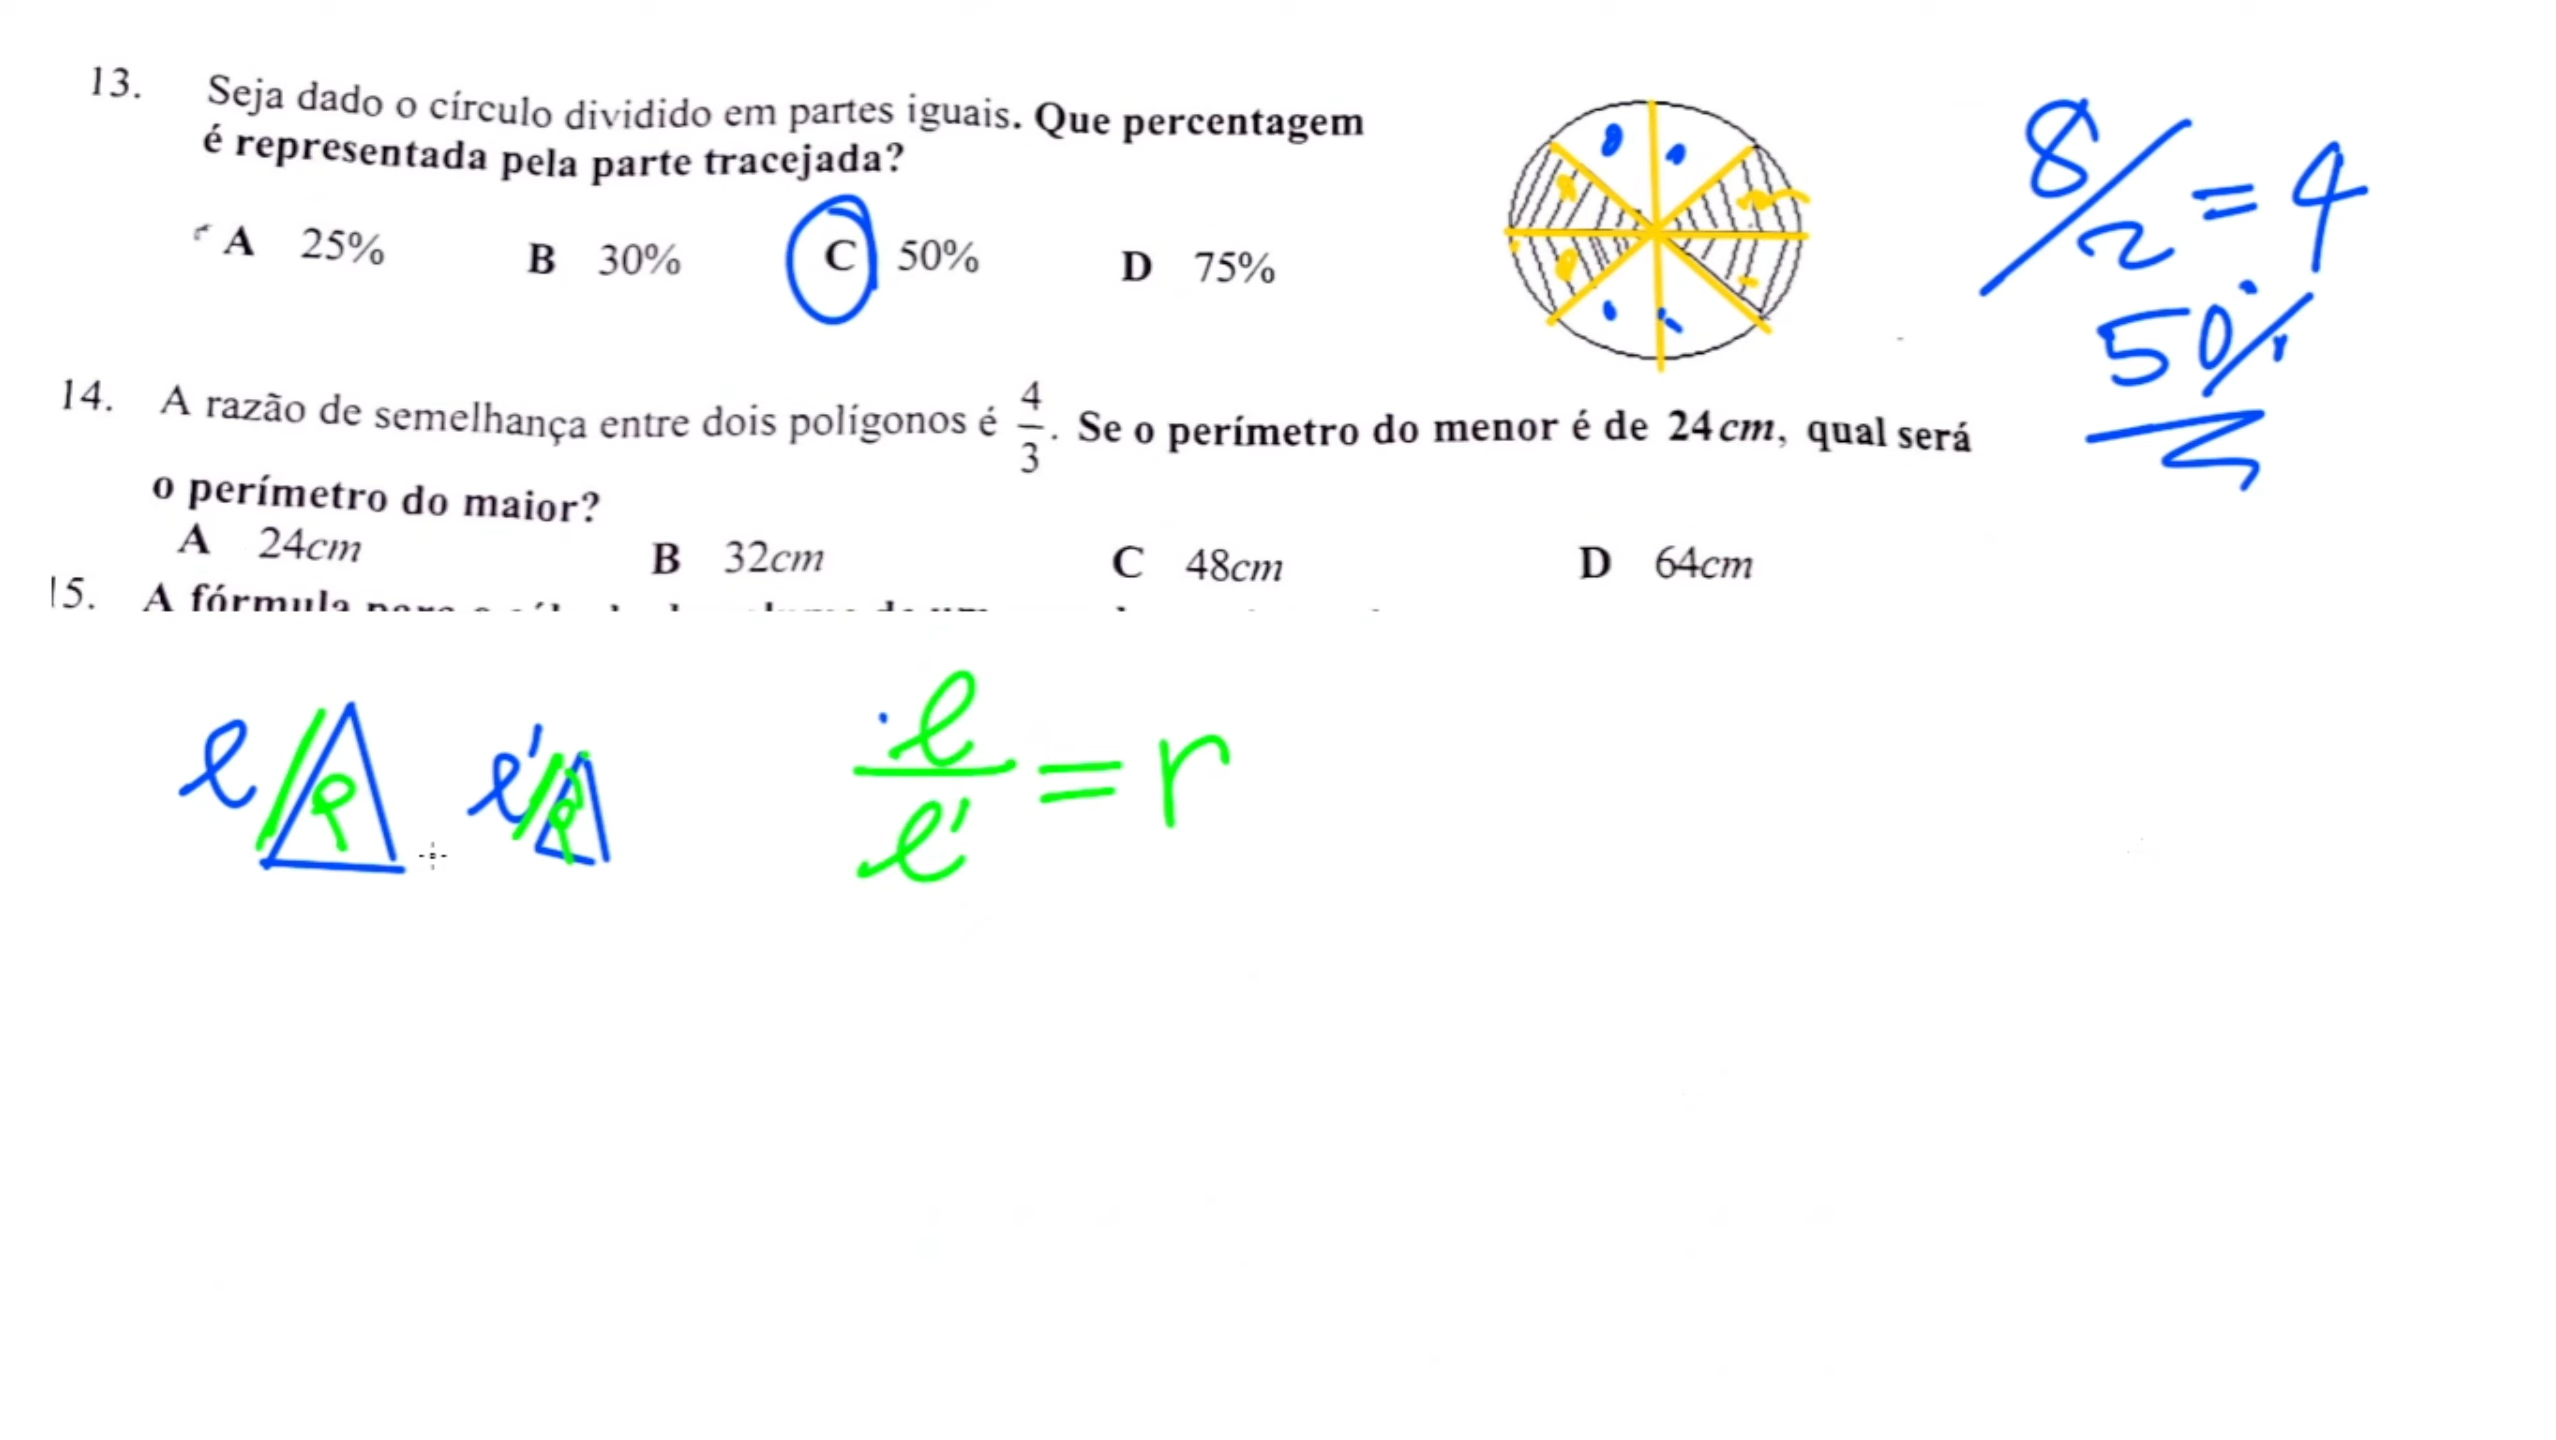 13. Seja dado o círculo dividido em partes iguais. Que percentagem
é representada pela parte tracejada?
A 25% B 30% C 50% D 75%
8/2 = 4
50%
14. A razão de semelhança entre dois polígonos é 4/3. Se o perímetro do menor é de 24cm, qual será
o perímetro do maior?
A 24cm B 32cm C 48cm D 64cm
15. A fórmula
l P l' P'
l/l' = r